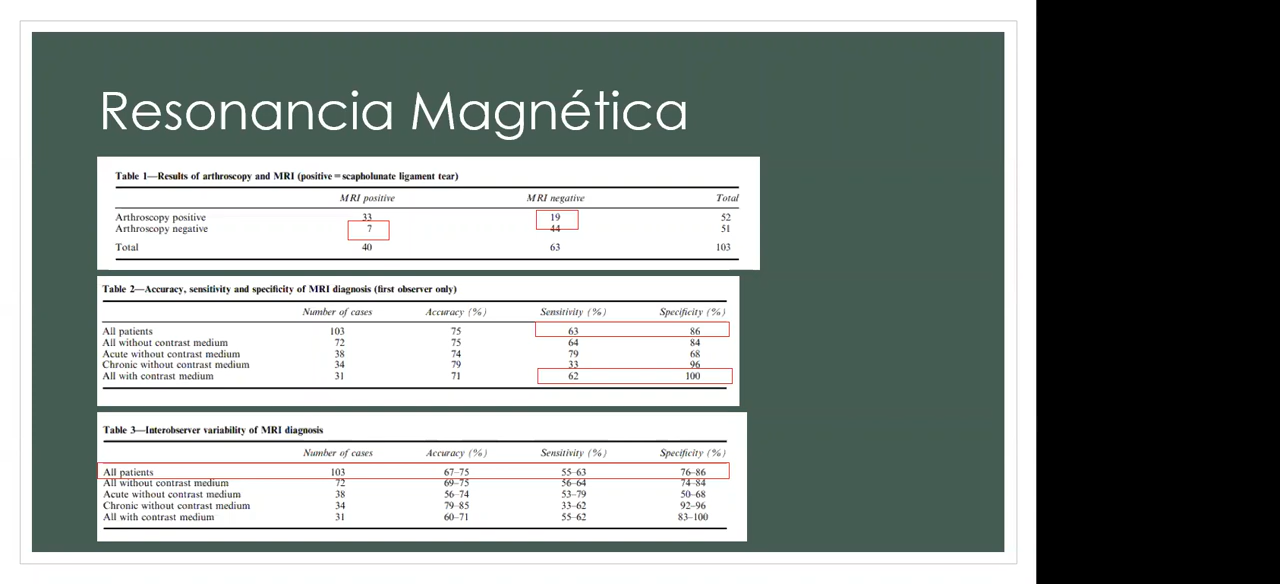 Resonancia Magnética
Table 1—Results of arthroscopy and MRI (positive = scapholunate ligament tear)
MRI positive MRI negative Total
Arthroscopy positive 33 19 52
Arthroscopy negative 7 44 51
Total 40 63 103
Table 2—Accuracy, sensitivity and specificity of MRI diagnosis (first observer only)
Number of cases Accuracy (%) Sensitivity (%) Specificity (%)
All patients 103 75 63 86
All without contrast medium 72 75 64 84
Acute without contrast medium 38 74 79 68
Chronic without contrast medium 34 79 33 96
All with contrast medium 31 71 62 100
Table 3—Interobserver variability of MRI diagnosis
Number of cases Accuracy (%) Sensitivity (%) Specificity (%)
All patients 103 67–75 55–63 76–86
All without contrast medium 72 69–75 56–64 74–84
Acute without contrast medium 38 56–74 53–79 50–68
Chronic without contrast medium 34 79–85 33–62 92–96
All with contrast medium 31 60–71 55–62 83–100